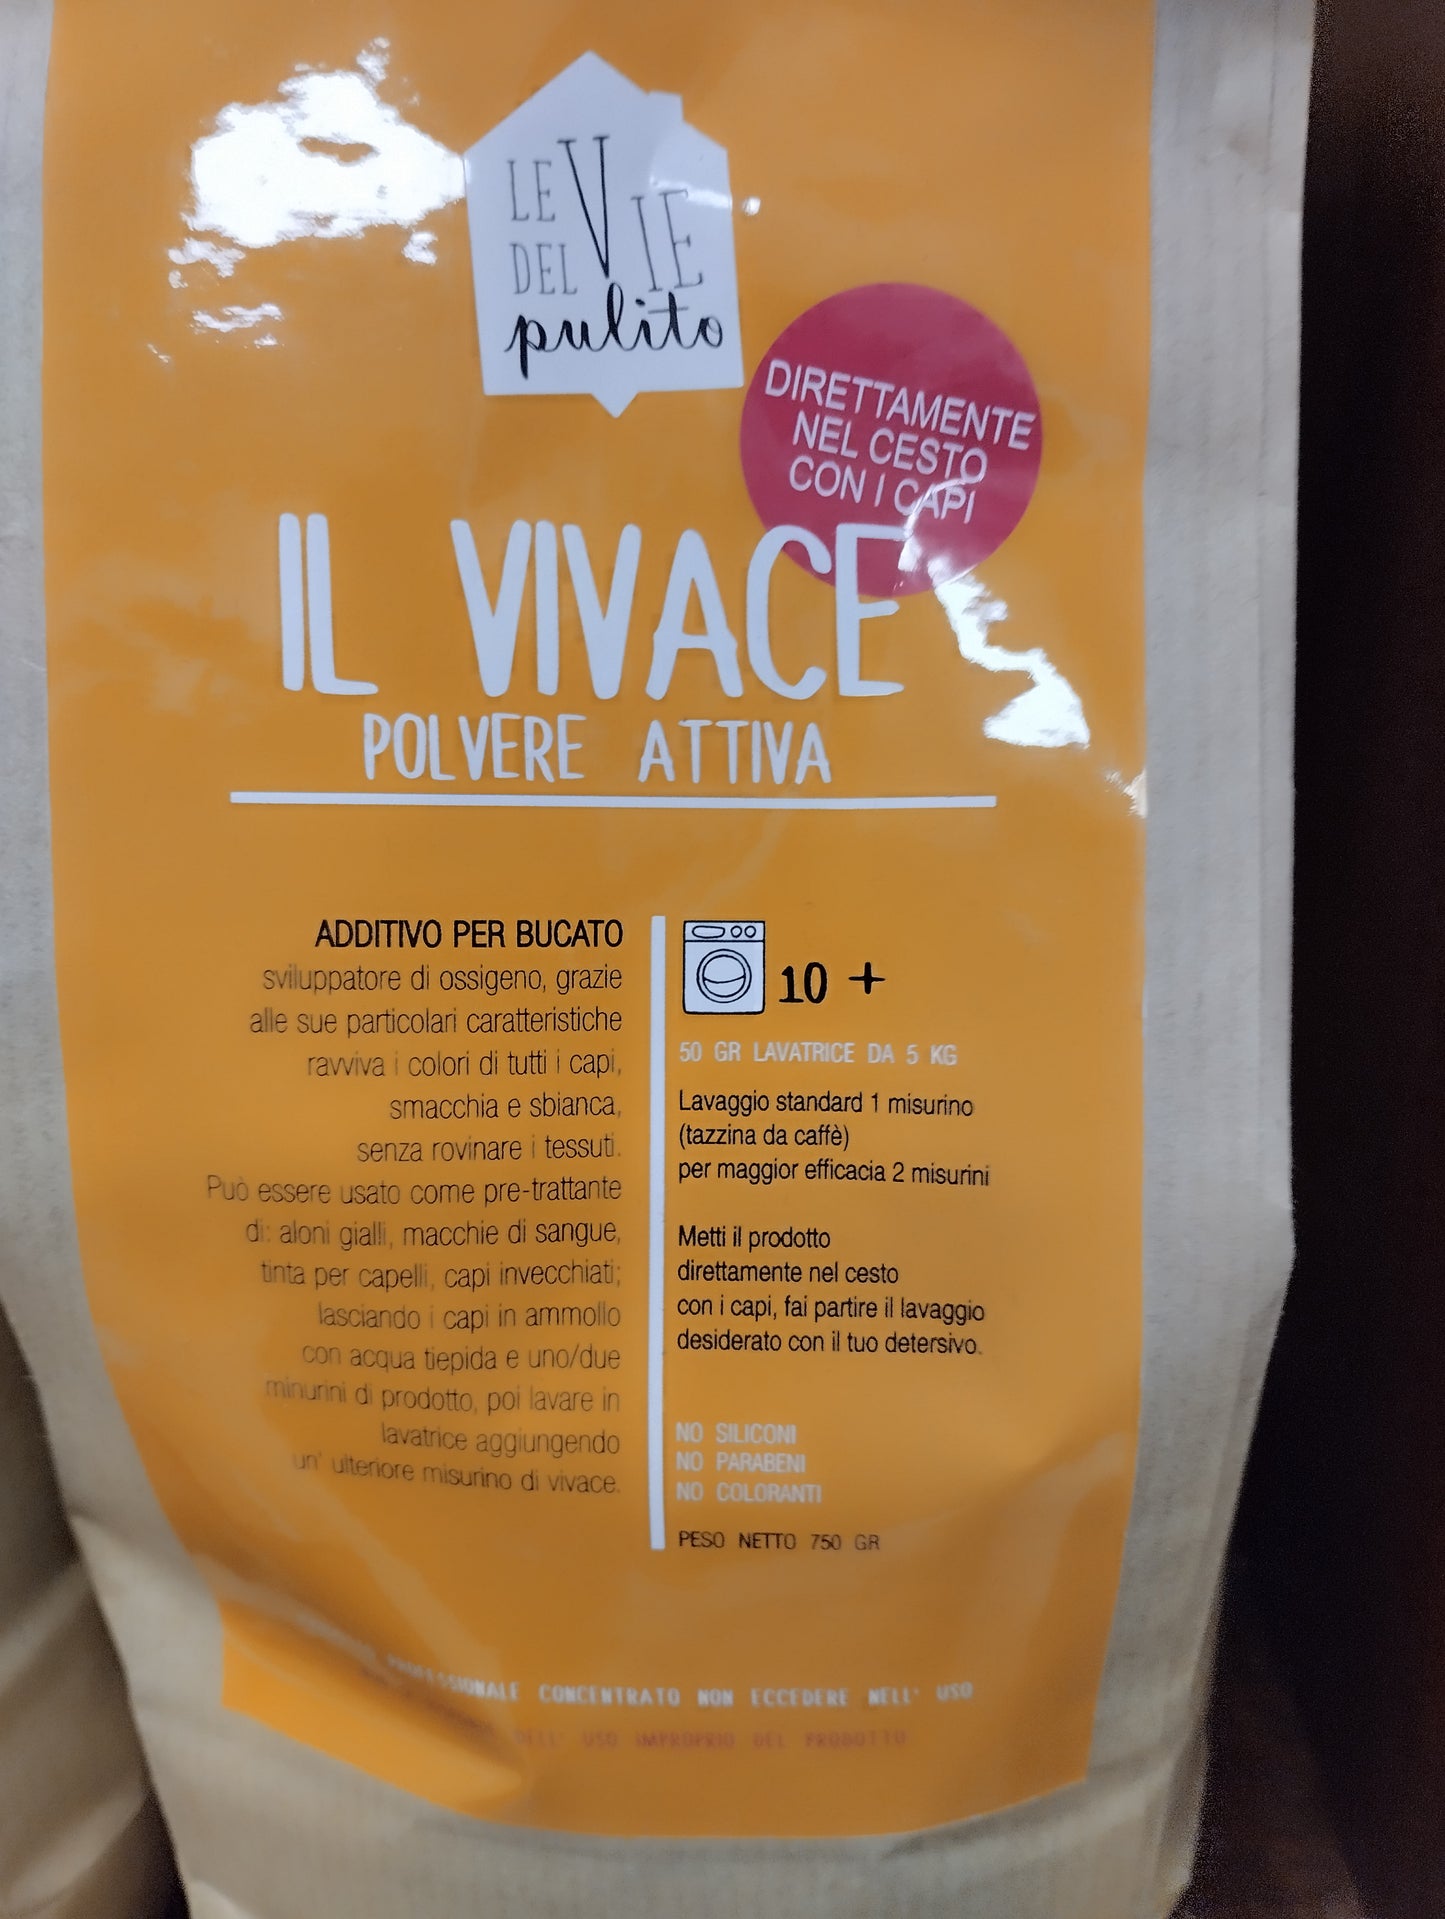 LE VIE
DEL
pulito
DIRETTAMENTE
NEL CESTO
CON I CAPI
IL VIVACE
POLVERE ATTIVA
ADDITIVO PER BUCATO
sviluppatore di ossigeno, grazie
alle sue particolari caratteristiche
ravviva i colori di tutti i capi,
smacchia e sbianca,
senza rovinare i tessuti.
Può essere usato come pre-trattante
di: aloni gialli, macchie di sangue,
tinta per capelli, capi invecchiati;
lasciando i capi in ammollo
con acqua tiepida e uno/due
minurini di prodotto, poi lavare in
lavatrice aggiungendo
un' ulteriore misurino di vivace.
10 +
50 GR LAVATRICE DA 5 KG
Lavaggio standard 1 misurino
(tazzina da caffè)
per maggior efficacia 2 misurini
Metti il prodotto
direttamente nel cesto
con i capi, fai partire il lavaggio
desiderato con il tuo detersivo.
NO SILICONI
NO PARABENI
NO COLORANTI
PESO NETTO 750 GR
PROFESSIONALE CONCENTRATO NON ECCEDERE NELL' USO
DELL' USO IMPROPRIO DEL PRODOTTO